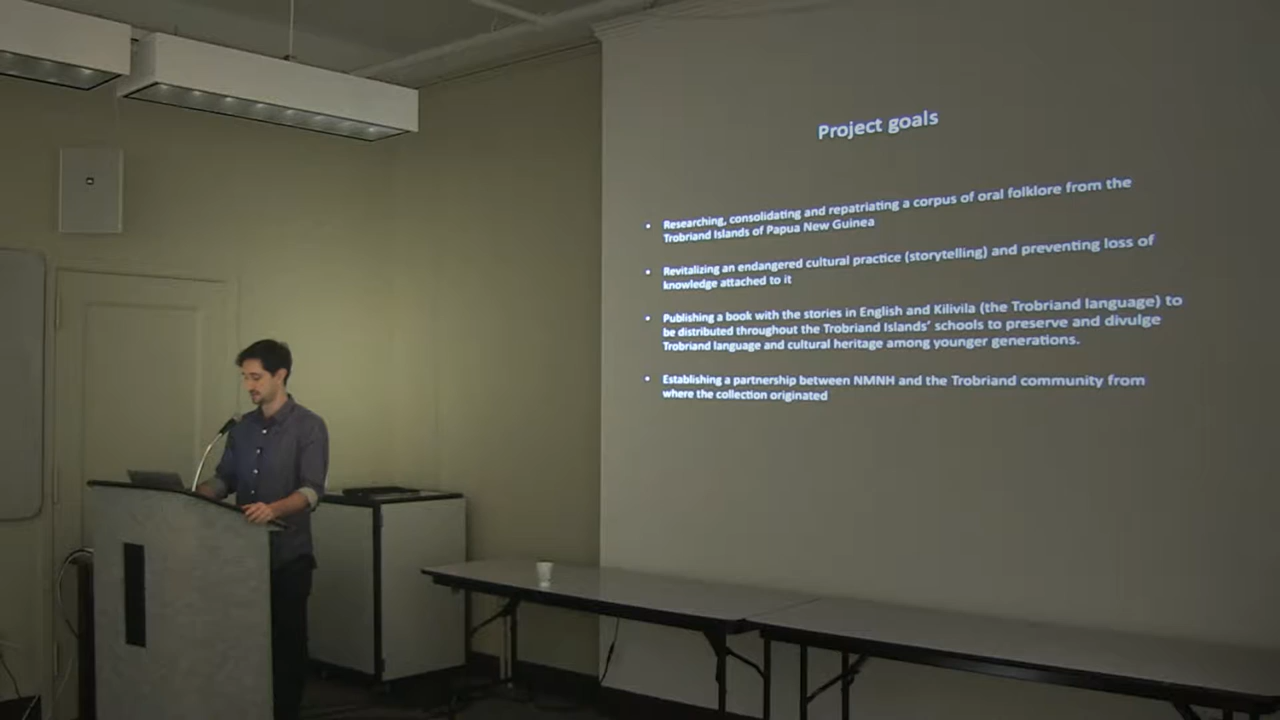 Project goals
• Researching, consolidating and repatriating a corpus of oral folklore from the
Trobriand Islands of Papua New Guinea
• Revitalizing an endangered cultural practice (storytelling) and preventing loss of
knowledge attached to it
• Publishing a book with the stories in English and Kilivila (the Trobriand language) to
be distributed throughout the Trobriand Islands' schools to preserve and divulge
Trobriand language and cultural heritage among younger generations.
• Establishing a partnership between NMNH and the Trobriand community from
where the collection originated